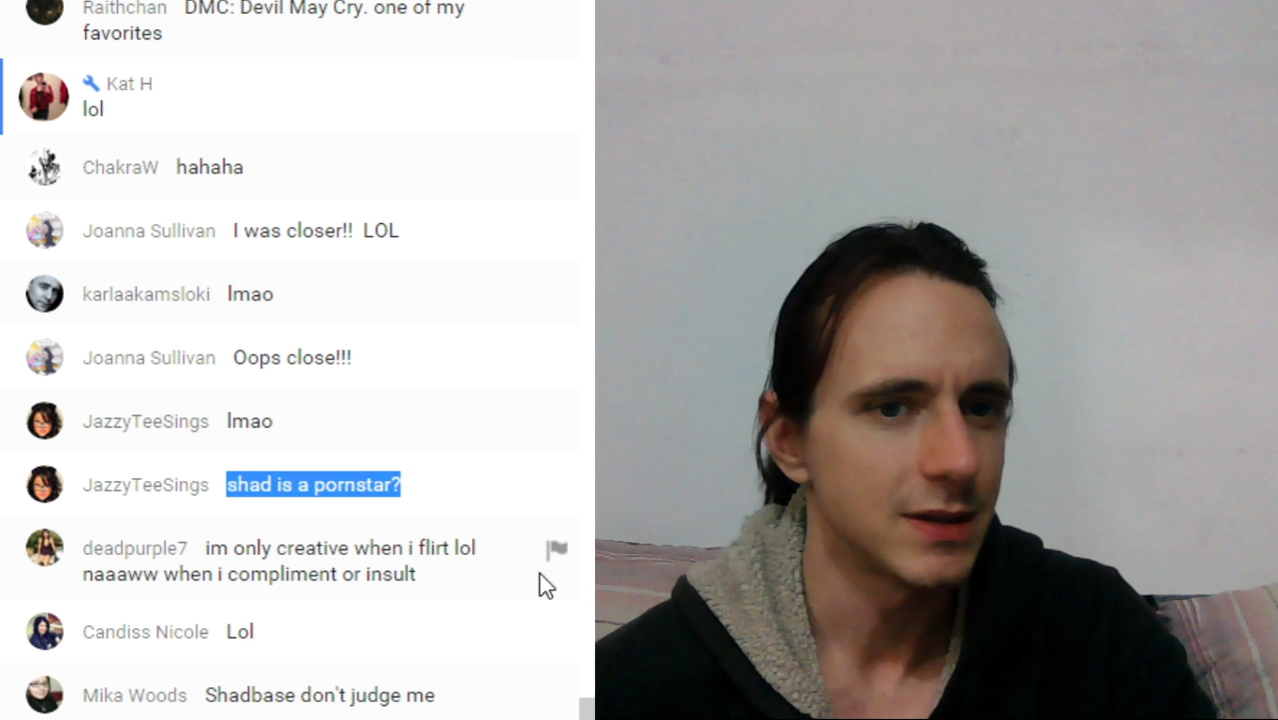 Raithchan DMC: Devil May Cry. one of my
favorites
Kat H
lol
ChakraW hahaha
Joanna Sullivan I was closer!! LOL
karlaakamsloki lmao
Joanna Sullivan Oops close!!!
JazzyTeeSings lmao
JazzyTeeSings shad is a pornstar?
deadpurple7 im only creative when i flirt lol
naaaww when i compliment or insult
Candiss Nicole Lol
Mika Woods Shadbase don't judge me